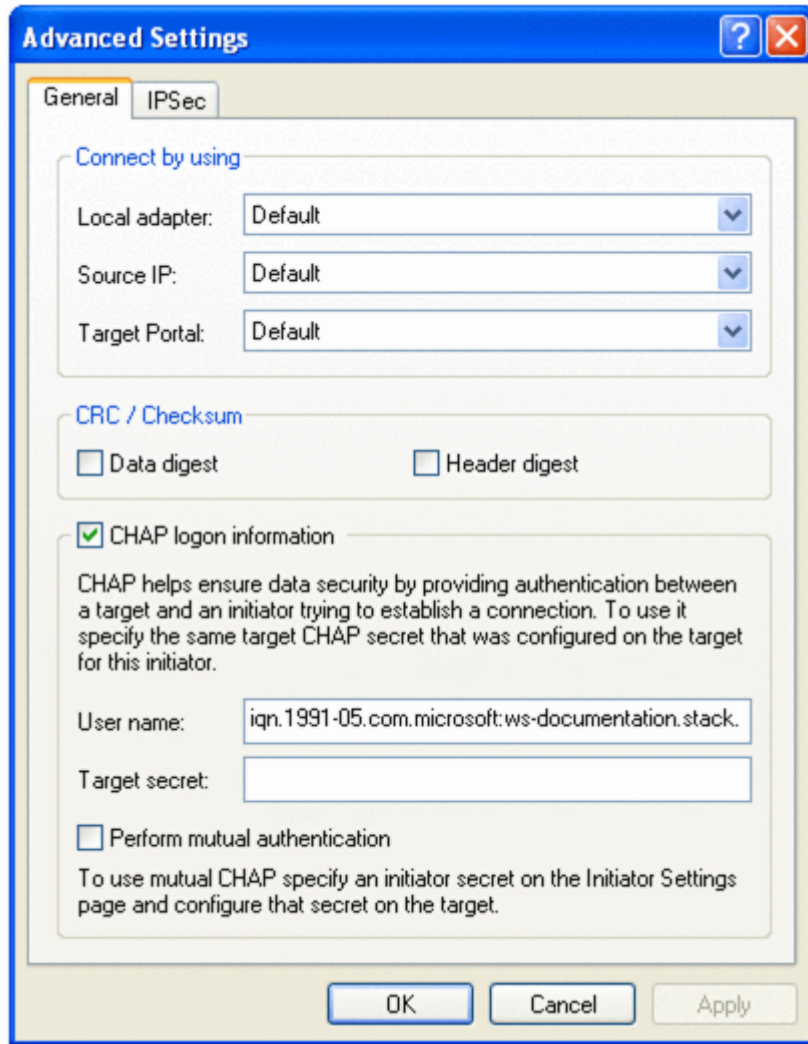 Advanced Settings
?
General IPSec
Connect by using
Local adapter: Default
Source IP: Default
Target Portal: Default
CRC / Checksum
Data digest Header digest
CHAP logon information
CHAP helps ensure data security by providing authentication between
a target and an initiator trying to establish a connection. To use it
specify the same target CHAP secret that was configured on the target
for this initiator.
User name: iqn.1991-05.com.microsoft:ws-documentation.stack.
Target secret:
Perform mutual authentication
To use mutual CHAP specify an initiator secret on the Initiator Settings
page and configure that secret on the target.
OK Cancel Apply